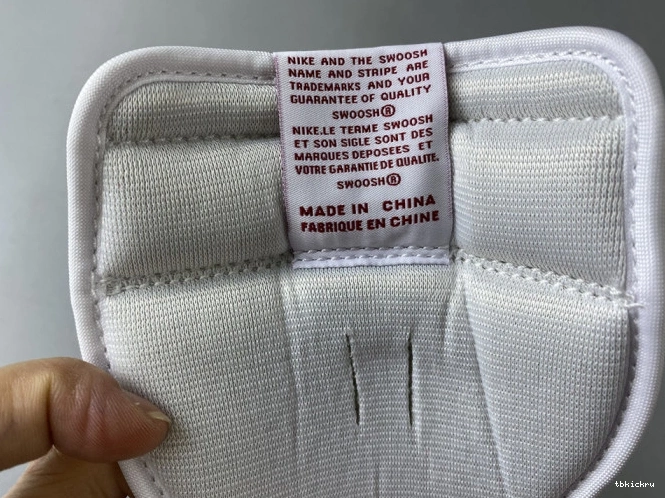 NIKE AND THE SWOOSH
NAME AND STRIPE ARE
TRADEMARKS AND YOUR
GUARANTEE OF QUALITY
SWOOSH®
NIKE.LE TERME SWOOSH
ET SON SIGLE SONT DES
MARQUES DEPOSEES ET
VOTRE GARANTIE DE QUALITE.
SWOOSH®
MADE IN CHINA
FABRIQUE EN CHINE
tbkickru